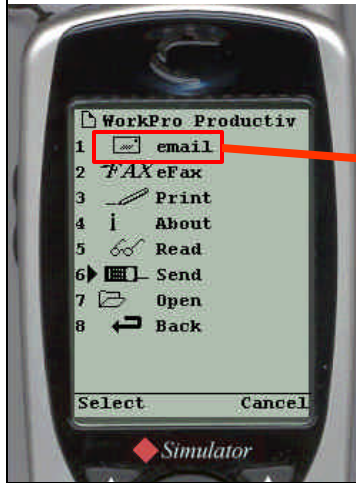 WorkPro Productiv
1 email
2 FAX eFax
3 Print
4 i About
5 Read
6 Send
7 Open
8 Back
Select Cancel
Simulator